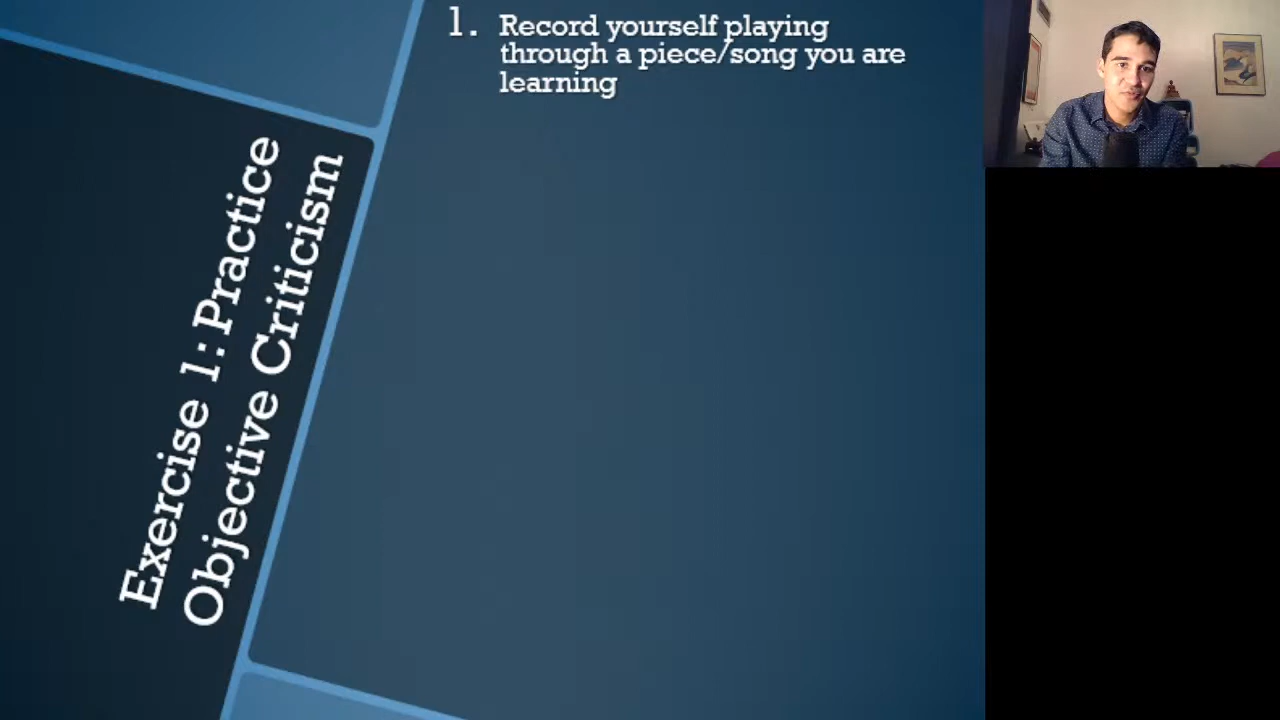 Exercise 1: Practice
Objective Criticism
1. Record yourself playing
through a piece/song you are
learning